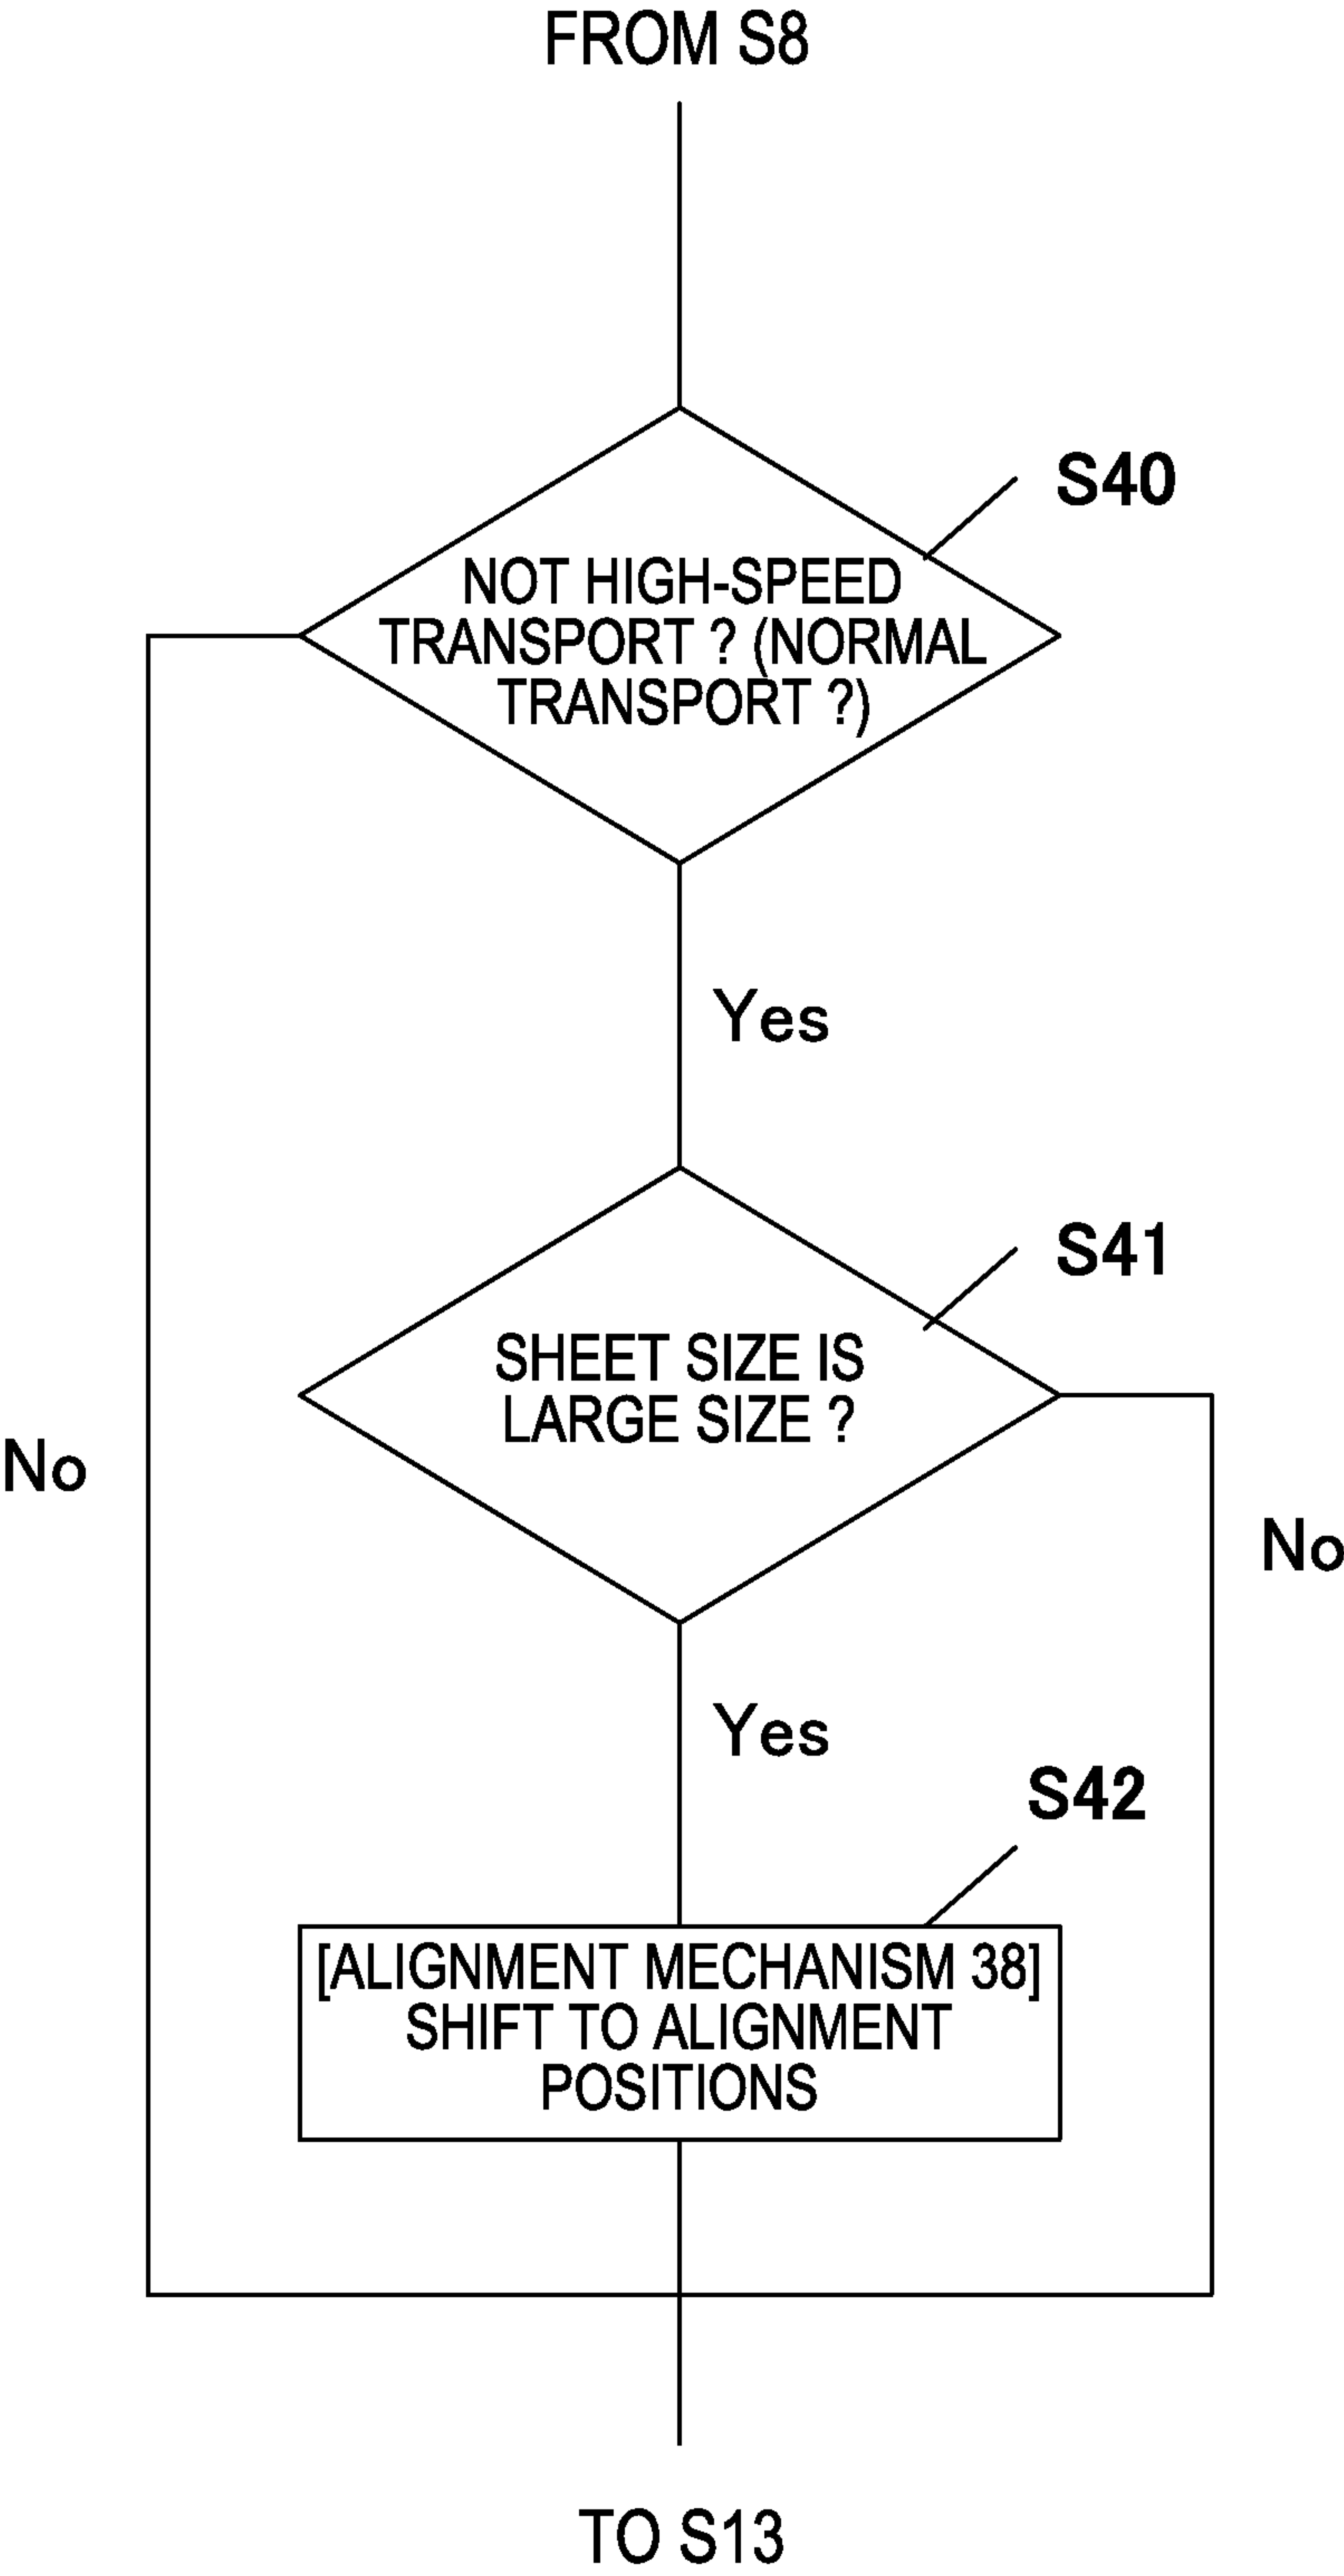 FROM S8
S40
NOT HIGH-SPEED
TRANSPORT ? (NORMAL
TRANSPORT ?)
Yes
S41
SHEET SIZE IS
LARGE SIZE ?
No
No
Yes
S42
[ALIGNMENT MECHANISM 38]
SHIFT TO ALIGNMENT
POSITIONS
TO S13